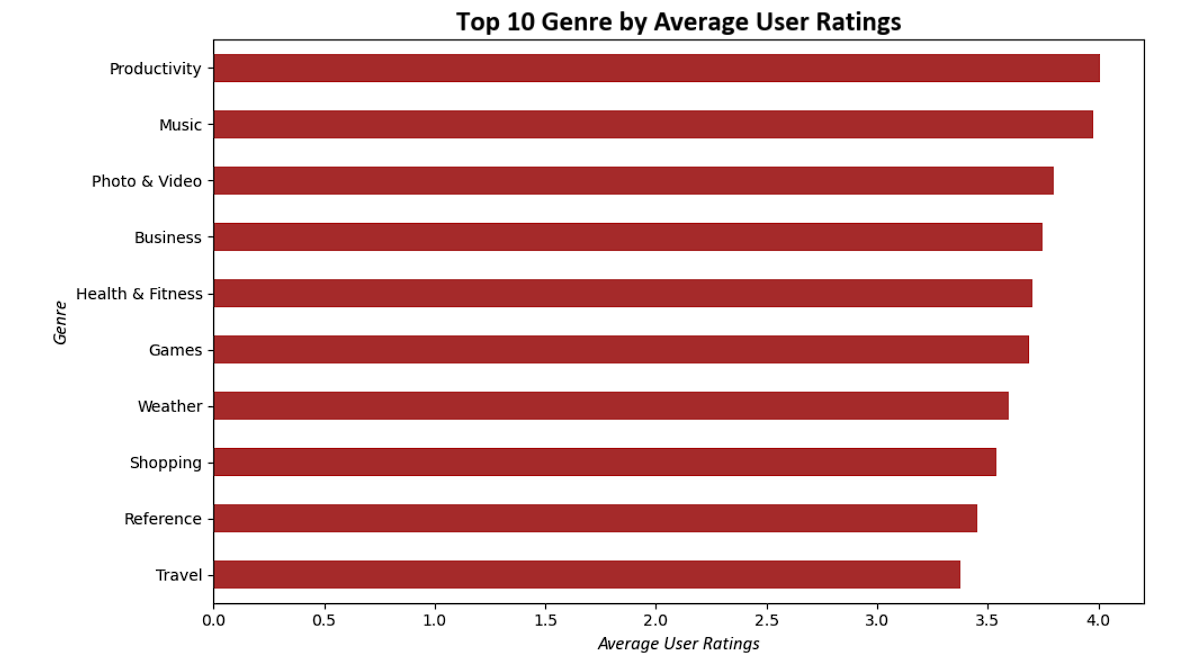 Top 10 Genre by Average User Ratings
Productivity
Music
Photo & Video
Business
Health & Fitness
Games
Weather
Shopping
Reference
Travel
Genre
0.0 0.5 1.0 1.5 2.0 2.5 3.0 3.5 4.0
Average User Ratings